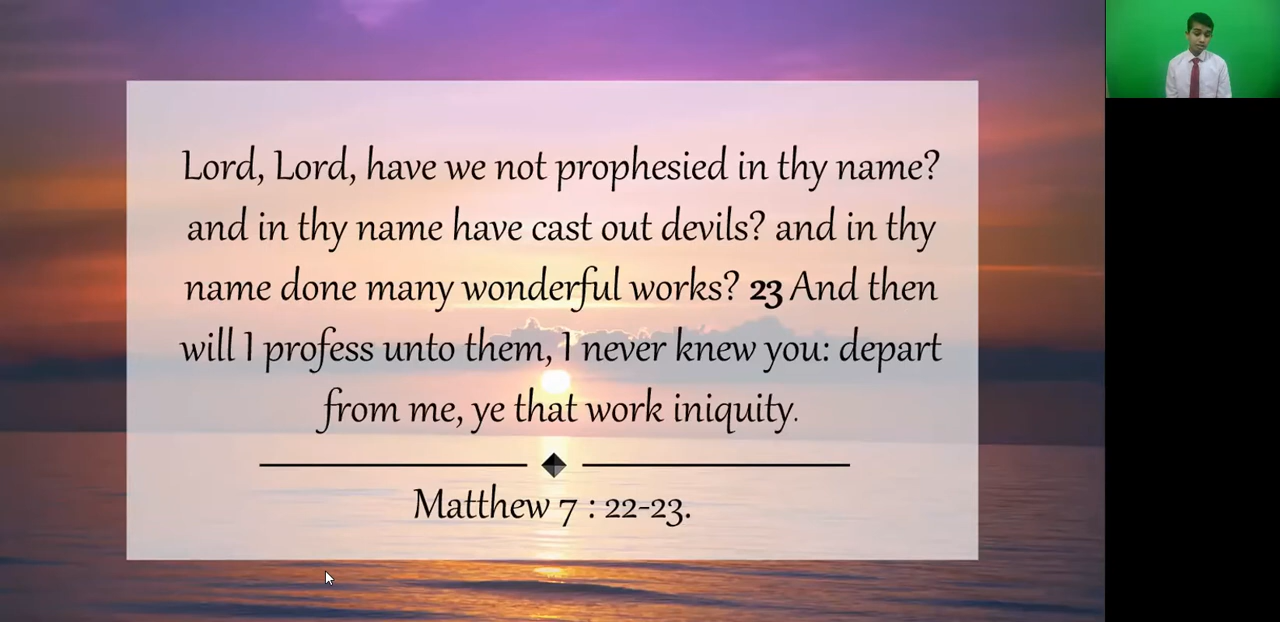 Lord, Lord, have we not prophesied in thy name?
and in thy name have cast out devils? and in thy
name done many wonderful works? 23 And then
will I profess unto them, I never knew you: depart
from me, ye that work iniquity.
Matthew 7 : 22-23.